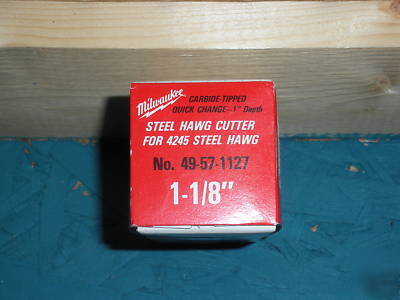 Milwaukee
CARBIDE-TIPPED
QUICK CHANGE—1" Depth
STEEL HAWG CUTTER
FOR 4245 STEEL HAWG
No. 49-57-1127
1-1/8"